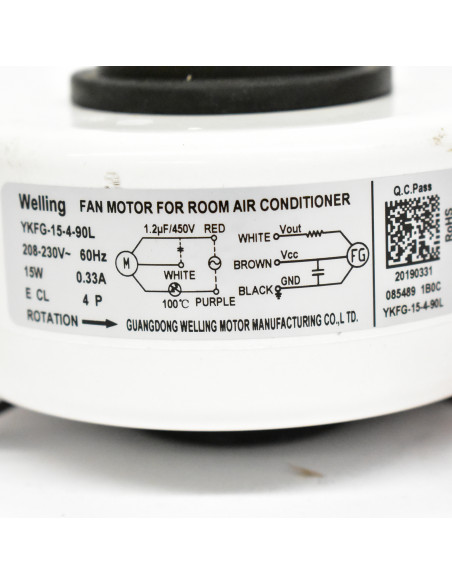 Welling FAN MOTOR FOR ROOM AIR CONDITIONER
YKFG-15-4-90L
208-230V~ 60Hz
15W 0.33A
E CL 4 P
ROTATION
1.2μF/450V RED
M
WHITE
100℃ PURPLE
WHITE Vout
BROWN Vcc
BLACK GND
FG
GUANGDONG WELLING MOTOR MANUFACTURING CO.,L TD.
Q.C.Pass
RoHS
20190331
085489 1B0C
YKFG-15-4-90L